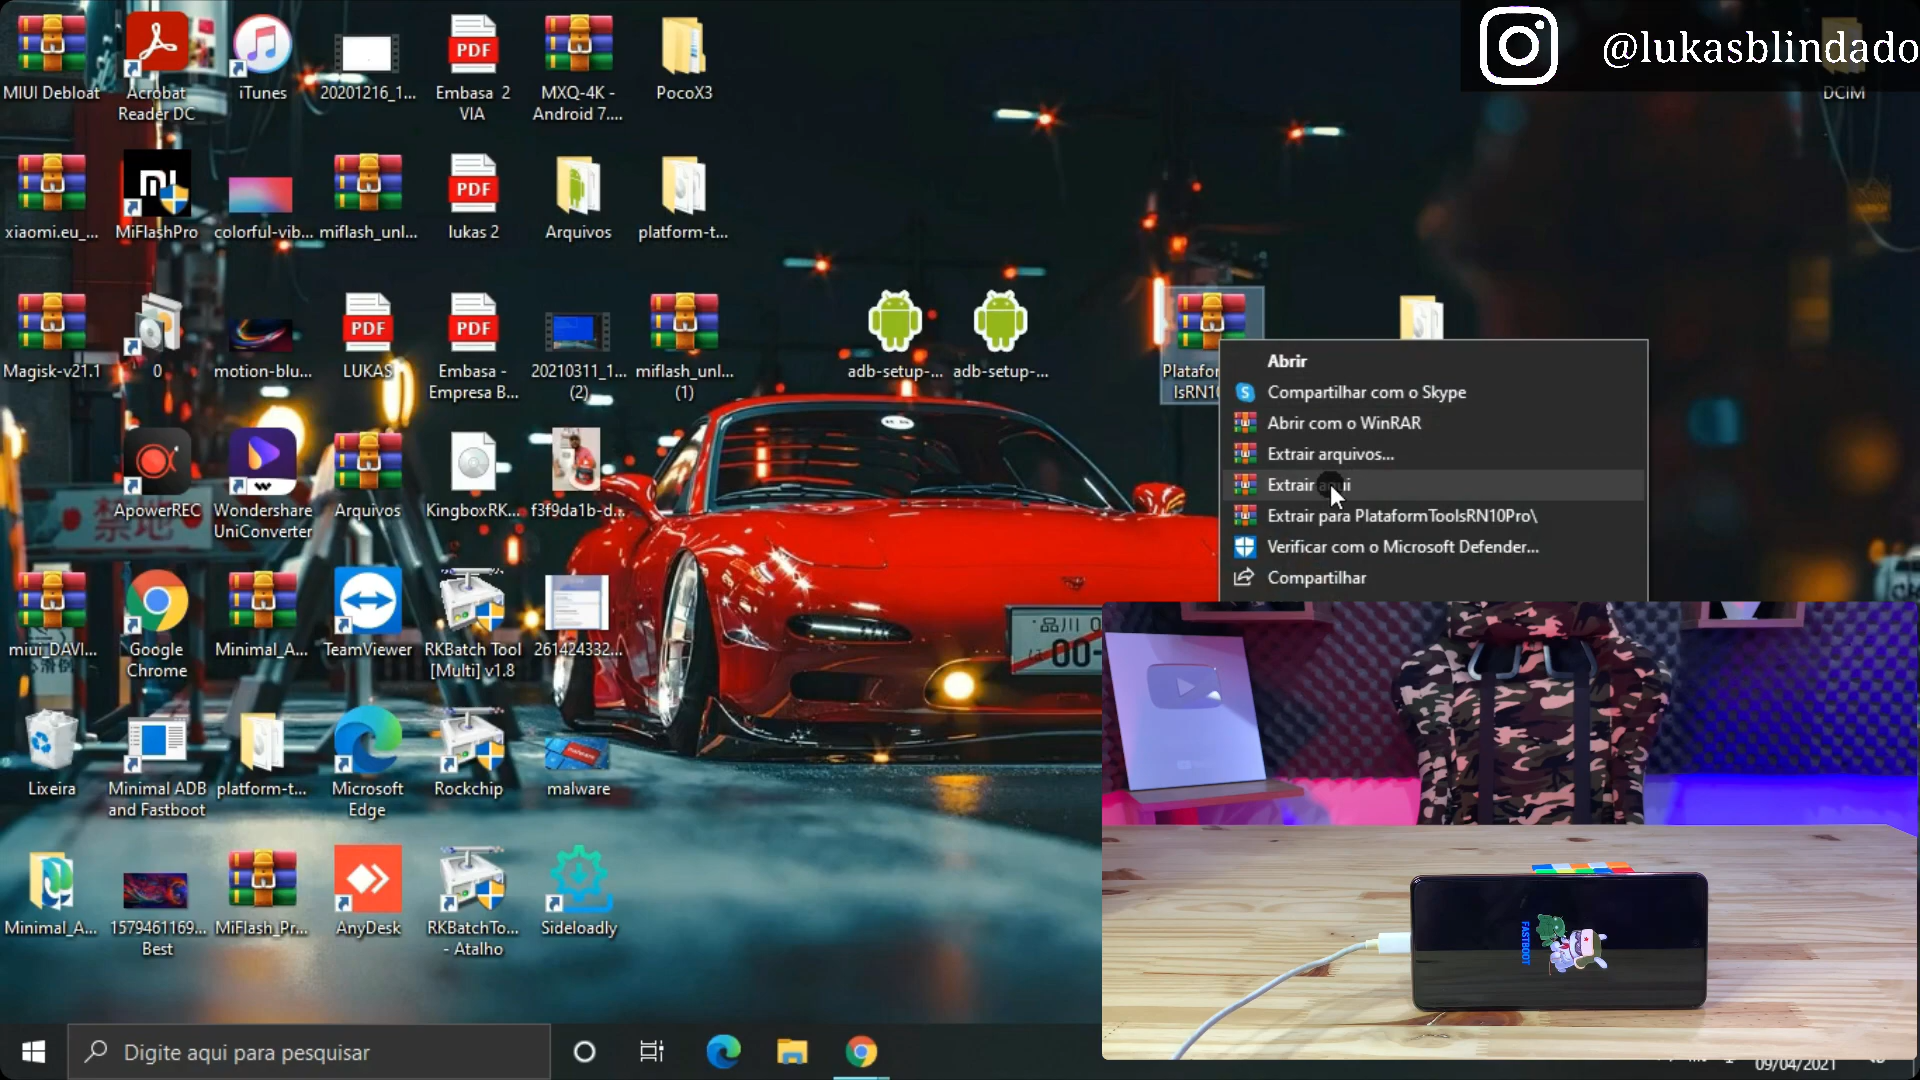 @lukasblindado
MIUI Debloat
Acrobat
Reader DC
iTunes
20201216_1...
Embasa 2
VIA
MXQ-4K -
Android 7....
PocoX3
DCIM
xiaomi.eu_...
MiFlashPro
colorful-vib...
miflash_unl...
lukas 2
Arquivos
platform-t...
Magisk-v21.1
0
motion-blu...
LUKAS
Embasa -
Empresa B...
20210311_1...
(2)
miflash_unl...
(1)
adb-setup-...
adb-setup-...
Abrir
Compartilhar com o Skype
Abrir com o WinRAR
Extrair arquivos...
Extrair aqui
Extrair para PlataformToolsRN10Pro\
Verificar com o Microsoft Defender...
Compartilhar
ApowerREC
Wondershare
UniConverter
Arquivos
KingboxRK...
f3f9da1b-d...
禁地
miui_DAVI...
Google
Chrome
Minimal_A...
TeamViewer
RKBatch Tool
[Multi] v1.8
261424332...
Lixeira
Minimal ADB
and Fastboot
platform-t...
Microsoft
Edge
Rockchip
malware
Minimal_A...
1579461169...
Best
MiFlash_Pr...
AnyDesk
RKBatchTo...
- Atalho
Sideloadly
FASTBOOT
Digite aqui para pesquisar
09/04/2021